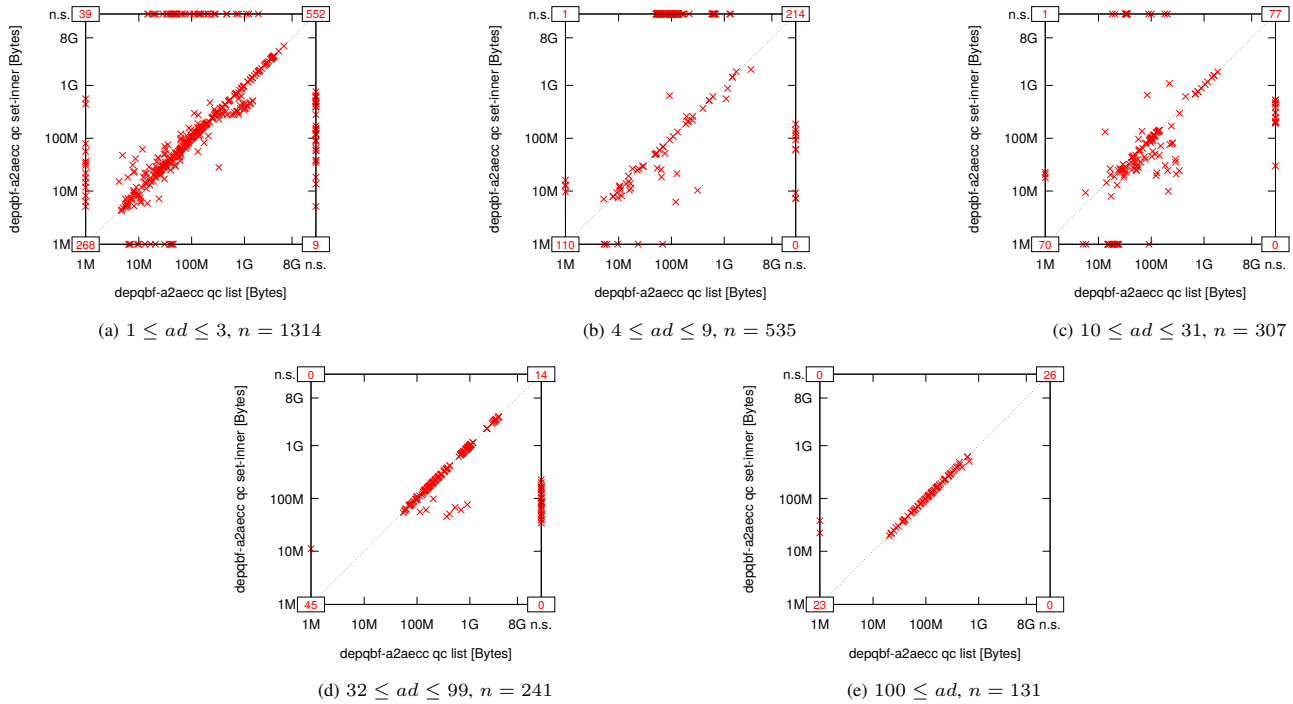 39
552
n.s.
8G
1G
100M
10M
1M
268
9
1M
10M
100M
1G
8G n.s.
depqbf-a2aecc qc set-inner [Bytes]
depqbf-a2aecc qc list [Bytes]
(a) 1 ≤ ad ≤ 3, n = 1314
1
214
n.s.
8G
1G
100M
10M
1M
110
0
1M
10M
100M
1G
8G n.s.
depqbf-a2aecc qc set-inner [Bytes]
depqbf-a2aecc qc list [Bytes]
(b) 4 ≤ ad ≤ 9, n = 535
1
77
n.s.
8G
1G
100M
10M
1M
70
0
1M
10M
100M
1G
8G n.s.
depqbf-a2aecc qc set-inner [Bytes]
depqbf-a2aecc qc list [Bytes]
(c) 10 ≤ ad ≤ 31, n = 307
0
14
n.s.
8G
1G
100M
10M
1M
45
0
1M
10M
100M
1G
8G n.s.
depqbf-a2aecc qc set-inner [Bytes]
depqbf-a2aecc qc list [Bytes]
(d) 32 ≤ ad ≤ 99, n = 241
0
26
n.s.
8G
1G
100M
10M
1M
23
0
1M
10M
100M
1G
8G n.s.
depqbf-a2aecc qc set-inner [Bytes]
depqbf-a2aecc qc list [Bytes]
(e) 100 ≤ ad, n = 131